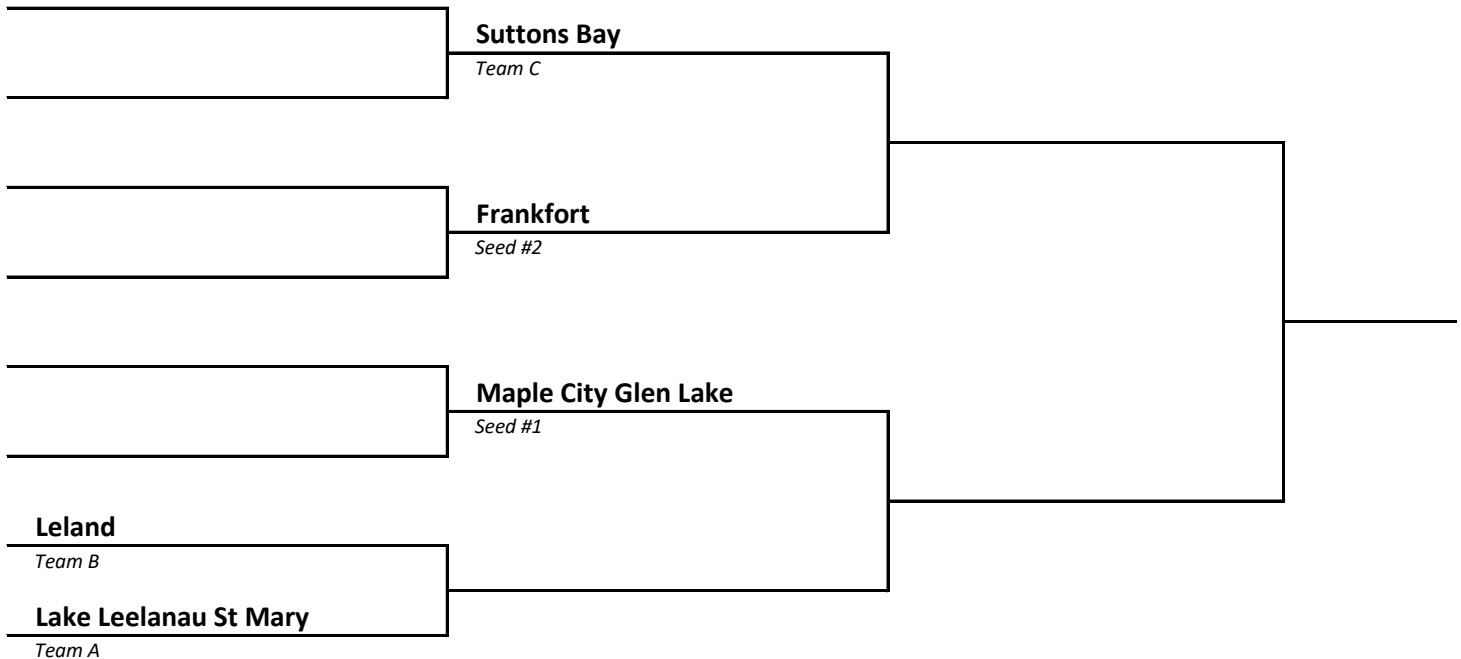 Suttons Bay
Team C
Frankfort
Seed #2
Maple City Glen Lake
Seed #1
Leland
Team B
Lake Leelanau St Mary
Team A